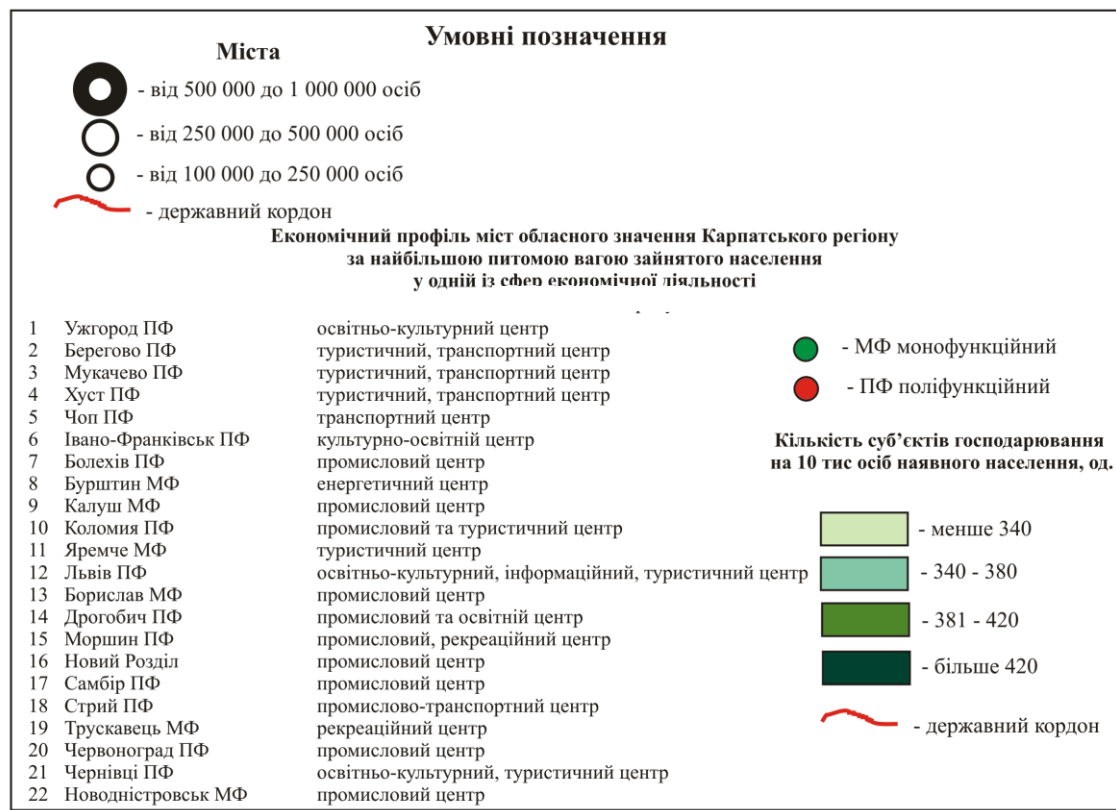 Умовні позначення
Міста
- від 500 000 до 1 000 000 осіб
- від 250 000 до 500 000 осіб
- від 100 000 до 250 000 осіб
- державний кордон
Економічний профіль міст обласного значення Карпатського регіону
за найбільшою питомою вагою зайнятого населення
у одній із сфер економічної діяльності
1 Ужгород ПФ освітньо-культурний центр
2 Берегово ПФ туристичний, транспортний центр
3 Мукачево ПФ туристичний, транспортний центр
4 Хуст ПФ туристичний, транспортний центр
5 Чоп ПФ транспортний центр
6 Івано-Франківськ ПФ культурно-освітній центр
7 Болехів ПФ промисловий центр
8 Бурштин МФ енергетичний центр
9 Калуш МФ промисловий центр
10 Коломия ПФ промисловий та туристичний центр
11 Яремче МФ туристичний центр
12 Львів ПФ освітньо-культурний, інформаційний, туристичний центр
13 Борислав МФ промисловий центр
14 Дрогобич ПФ промисловий та освітній центр
15 Моршин ПФ промисловий, рекреаційний центр
16 Новий Розділ промисловий центр
17 Самбір ПФ промисловий центр
18 Стрий ПФ промислово-транспортний центр
19 Трускавець МФ рекреаційний центр
20 Червоноград ПФ промисловий центр
21 Чернівці ПФ освітньо-культурний, туристичний центр
22 Новодністровськ МФ промисловий центр
- МФ монофункційний
- ПФ поліфункційний
Кількість суб’єктів господарювання
на 10 тис осіб наявного населення, од.
- менше 340
- 340 - 380
- 381 - 420
- більше 420
- державний кордон